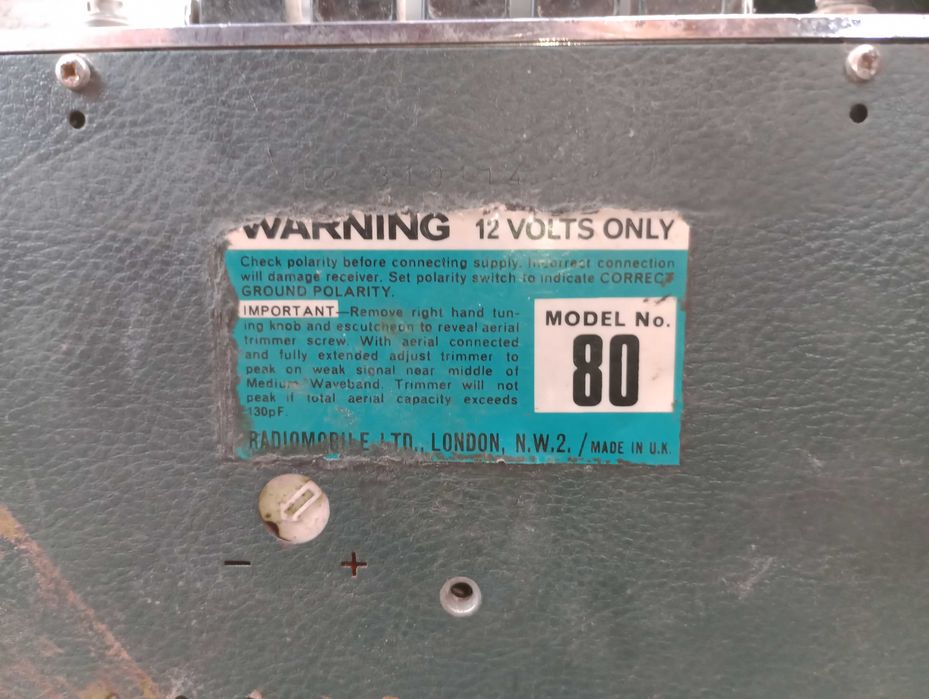 WARNING 12 VOLTS ONLY
Check polarity before connecting supply. Incorrect connection
will damage receiver. Set polarity switch to indicate CORRECT
GROUND POLARITY.
IMPORTANT—Remove right hand tun-
ing knob and escutcheon to reveal aerial
trimmer screw. With aerial connected
and fully extended adjust trimmer to
peak on weak signal near middle of
Medium Waveband. Trimmer will not
peak if total aerial capacity exceeds
130pF.
MODEL No.
80
RADIOMOBILE LTD., LONDON, N.W.2. / MADE IN U.K.
− +